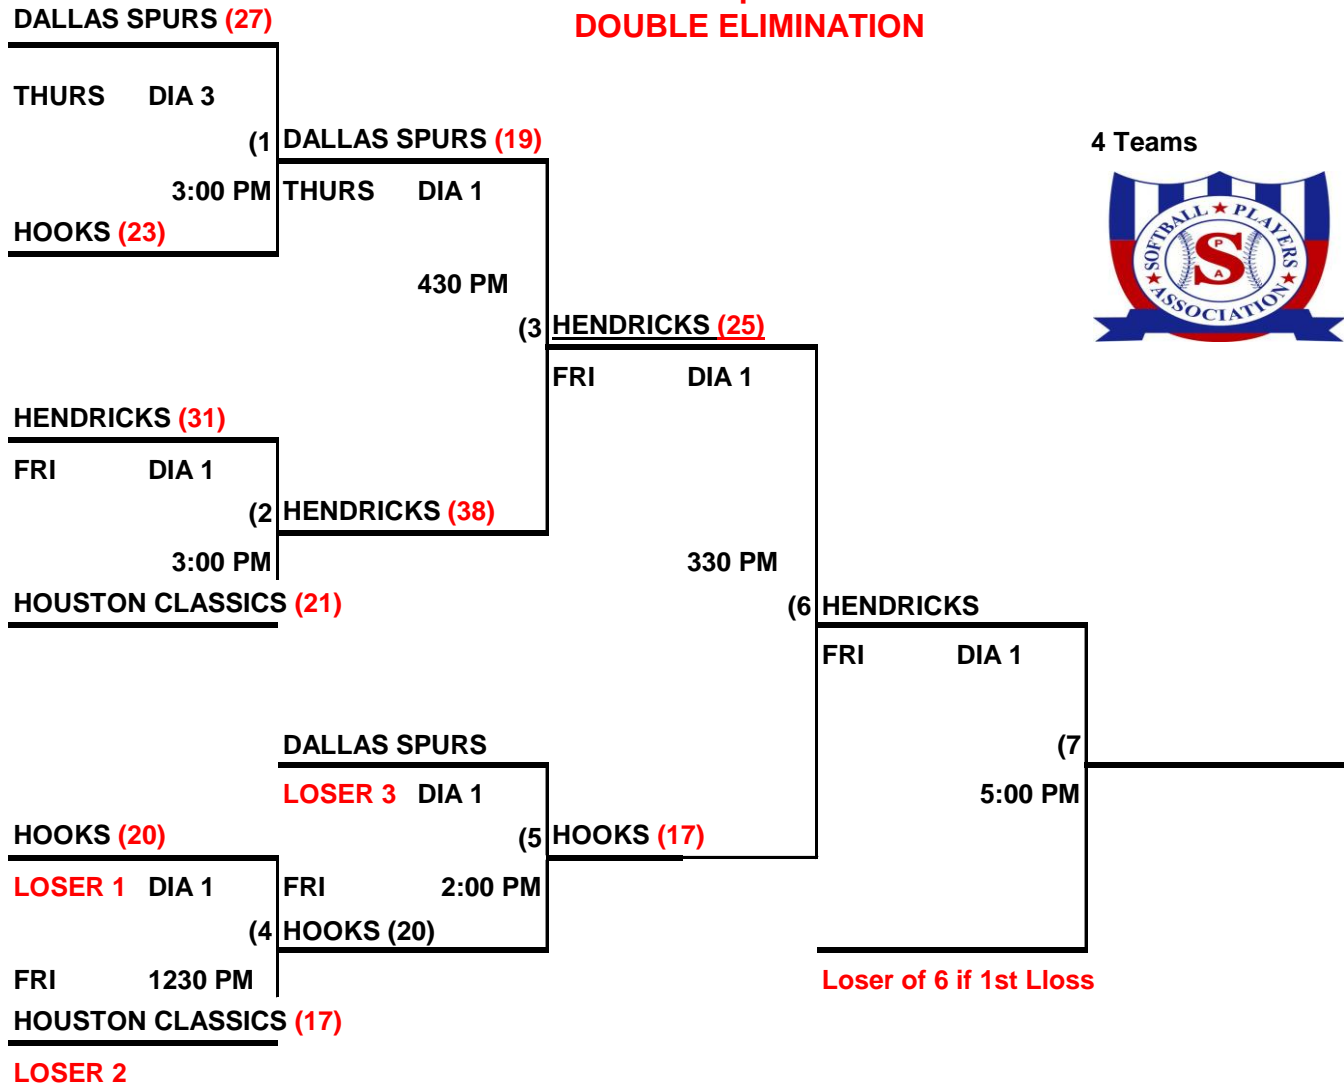 DALLAS SPURS (27)
DOUBLE ELIMINATION
THURS DIA 3
(1 DALLAS SPURS (19)
4 Teams
3:00 PM THURS DIA 1
HOOKS (23)
SOFTBALL ★ PLAYERS ★ ASSOCIATION ★
S
P
A
430 PM
(3 HENDRICKS (25)
FRI DIA 1
HENDRICKS (31)
FRI DIA 1
(2 HENDRICKS (38)
3:00 PM
330 PM
HOUSTON CLASSICS (21)
(6 HENDRICKS
FRI DIA 1
DALLAS SPURS
(7
LOSER 3 DIA 1
5:00 PM
HOOKS (20)
(5 HOOKS (17)
LOSER 1 DIA 1
FRI 2:00 PM
(4 HOOKS (20)
FRI 1230 PM
Loser of 6 if 1st Lloss
HOUSTON CLASSICS (17)
LOSER 2